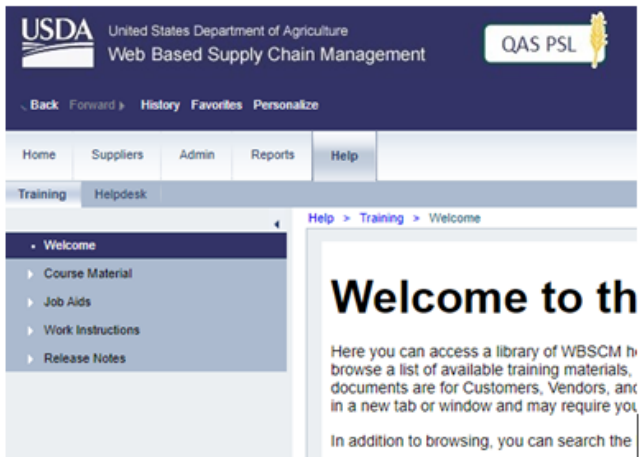 USDA United States Department of Agriculture
Web Based Supply Chain Management
QAS PSL
Back Forward History Favorites Personalize
Home Suppliers Admin Reports Help
Training Helpdesk
Help > Training > Welcome
Welcome
Course Material
Job Aids
Work Instructions
Release Notes
Welcome to th
Here you can access a library of WBSCM h
browse a list of available training materials,
documents are for Customers, Vendors, and
in a new tab or window and may require you
In addition to browsing, you can search the